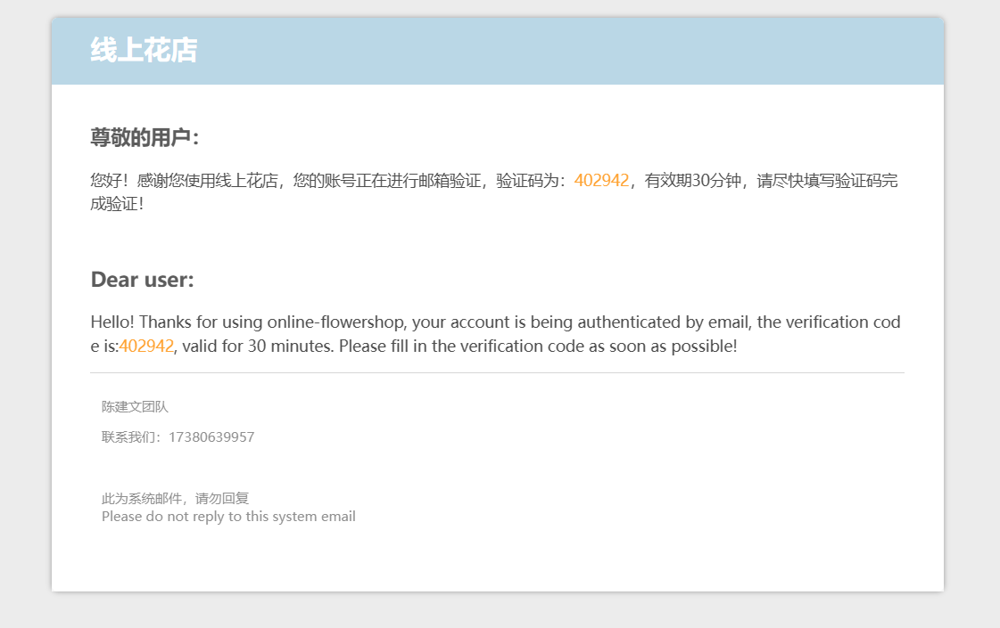 线上花店
尊敬的用户：
您好！感谢您使用线上花店，您的账号正在进行邮箱验证，验证码为：402942，有效期30分钟，请尽快填写验证码完
成验证！
Dear user:
Hello! Thanks for using online-flowershop, your account is being authenticated by email, the verification cod
e is:402942, valid for 30 minutes. Please fill in the verification code as soon as possible!
陈建文团队
联系我们：17380639957
此为系统邮件，请勿回复
Please do not reply to this system email